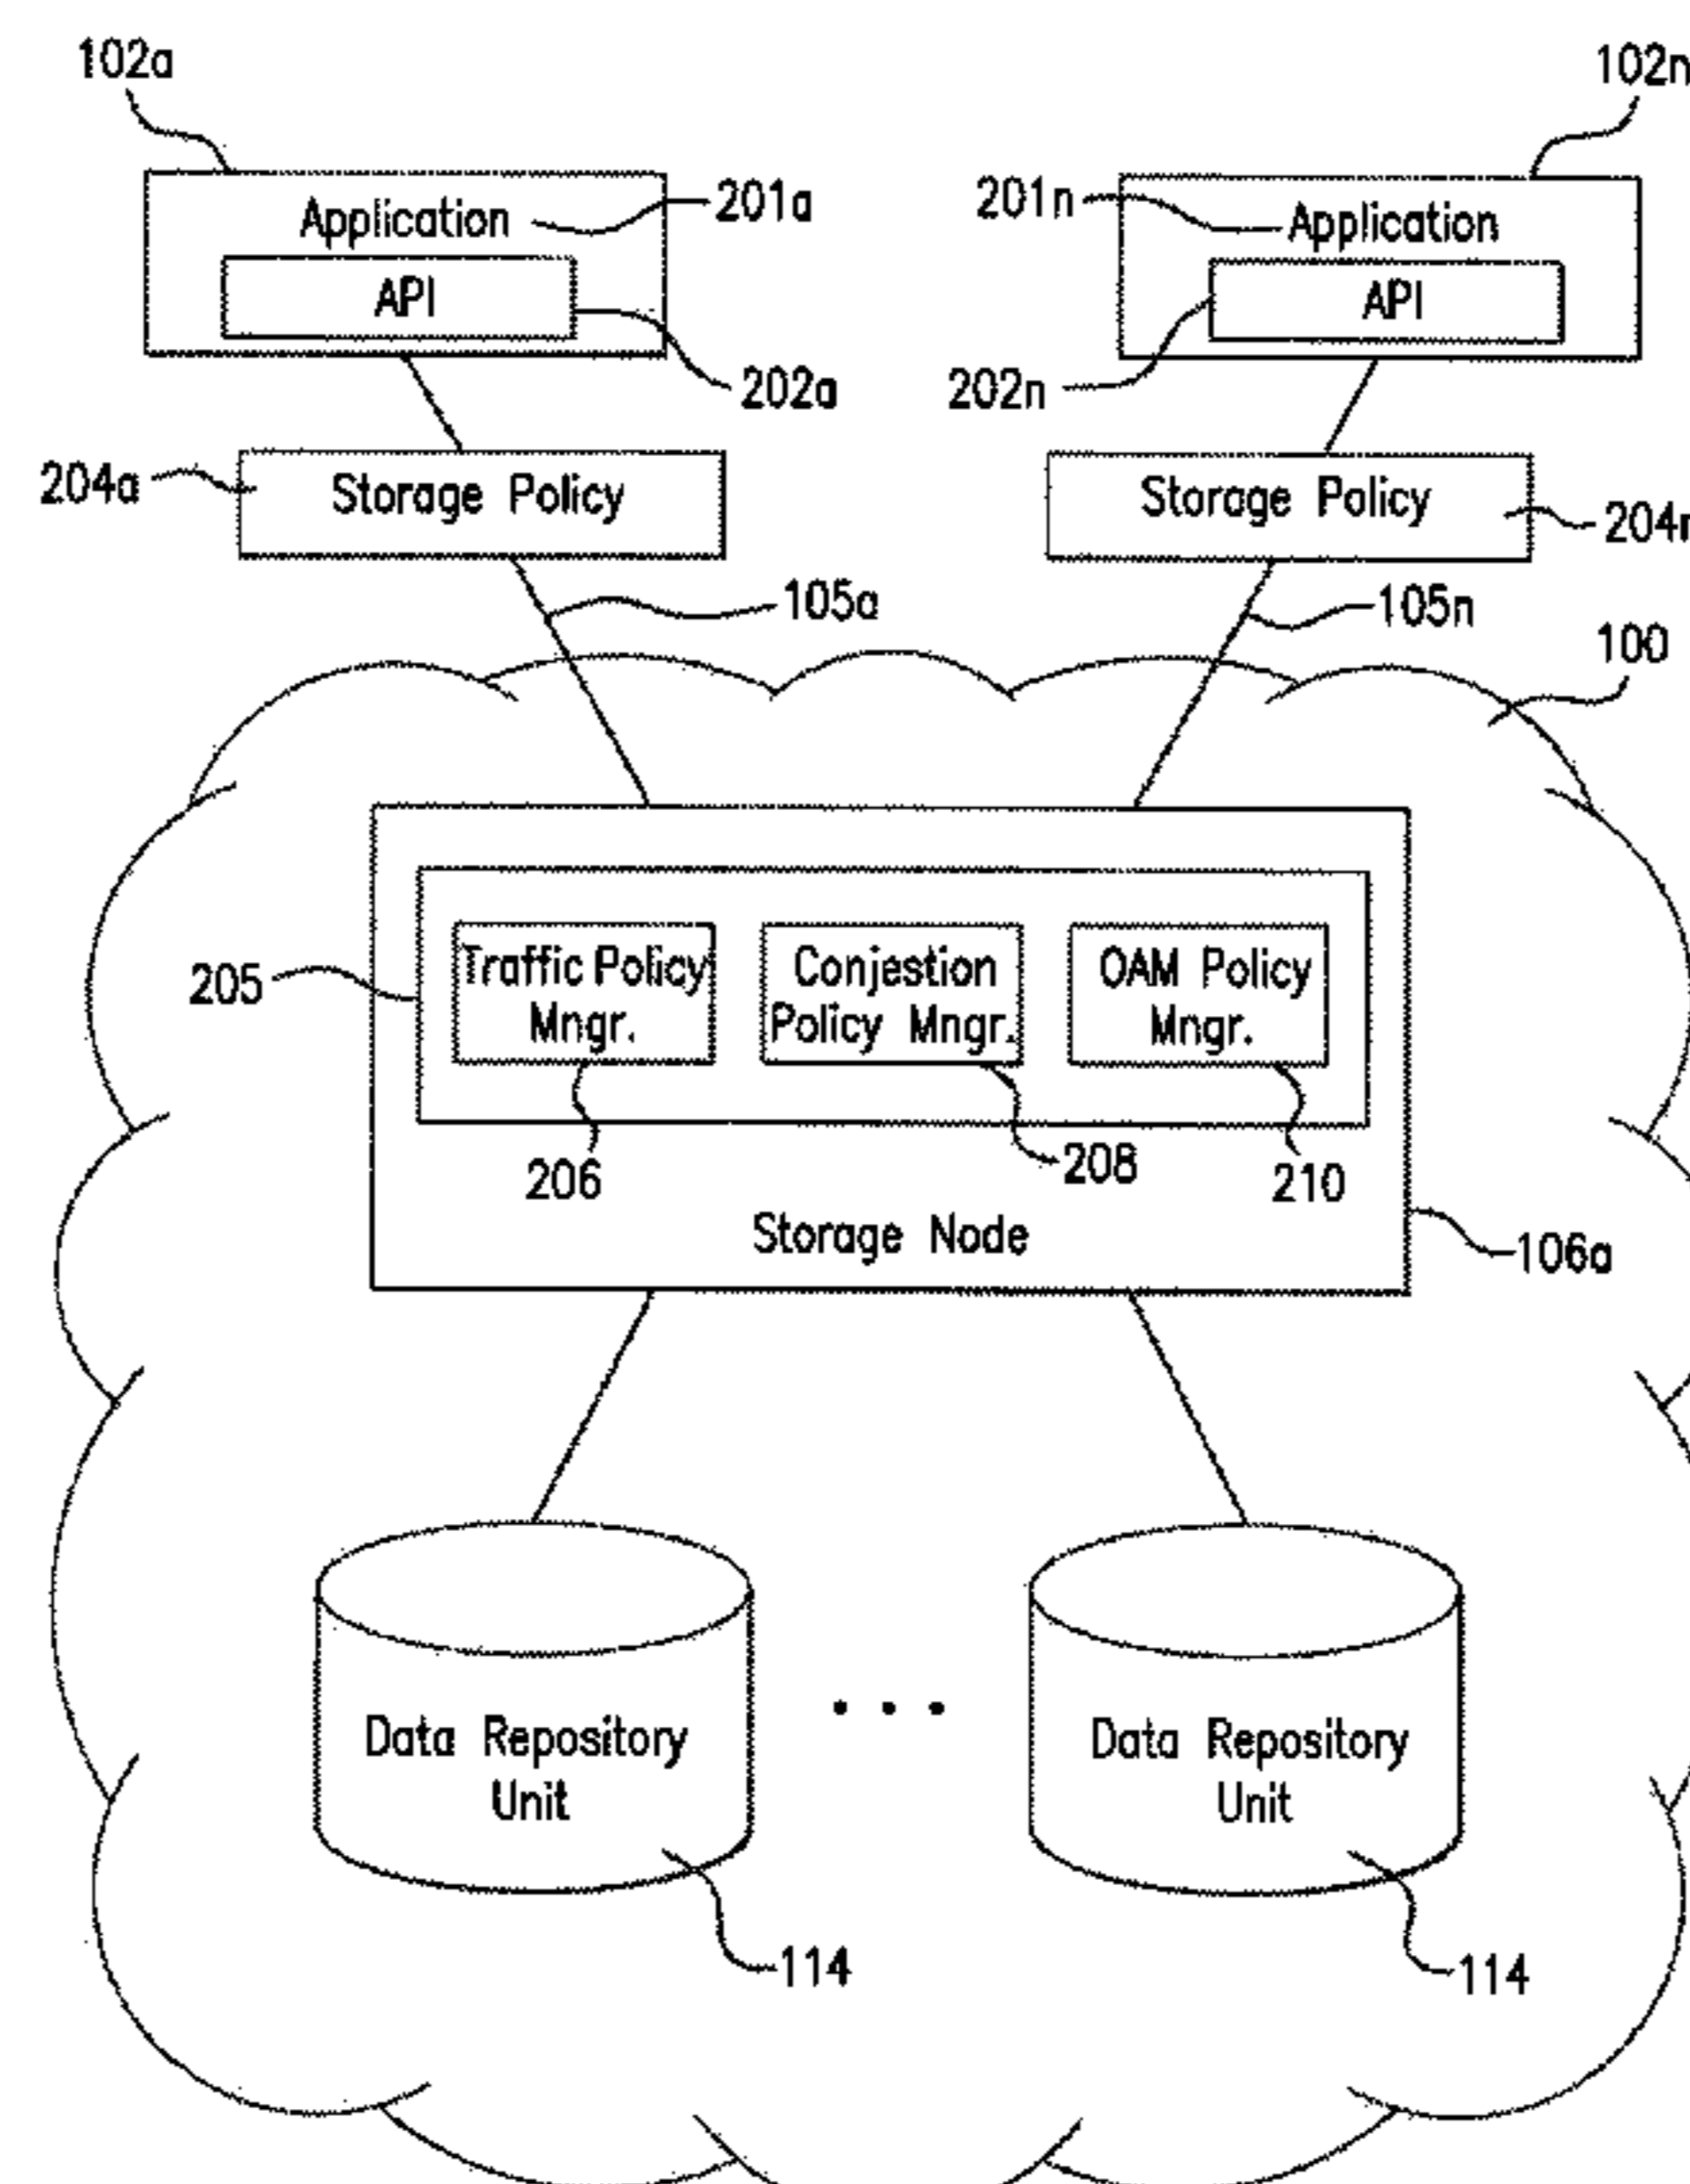 102a
102n
Application
201a
201n
Application
API
API
202a
202n
204a
Storage Policy
Storage Policy
204n
105a
105n
100
Traffic Policy
Mngr.
Conjestion
Policy Mngr.
OAM Policy
Mngr.
205
206
208
210
Storage Node
106a
Data Repository
Unit
Data Repository
Unit
114
114